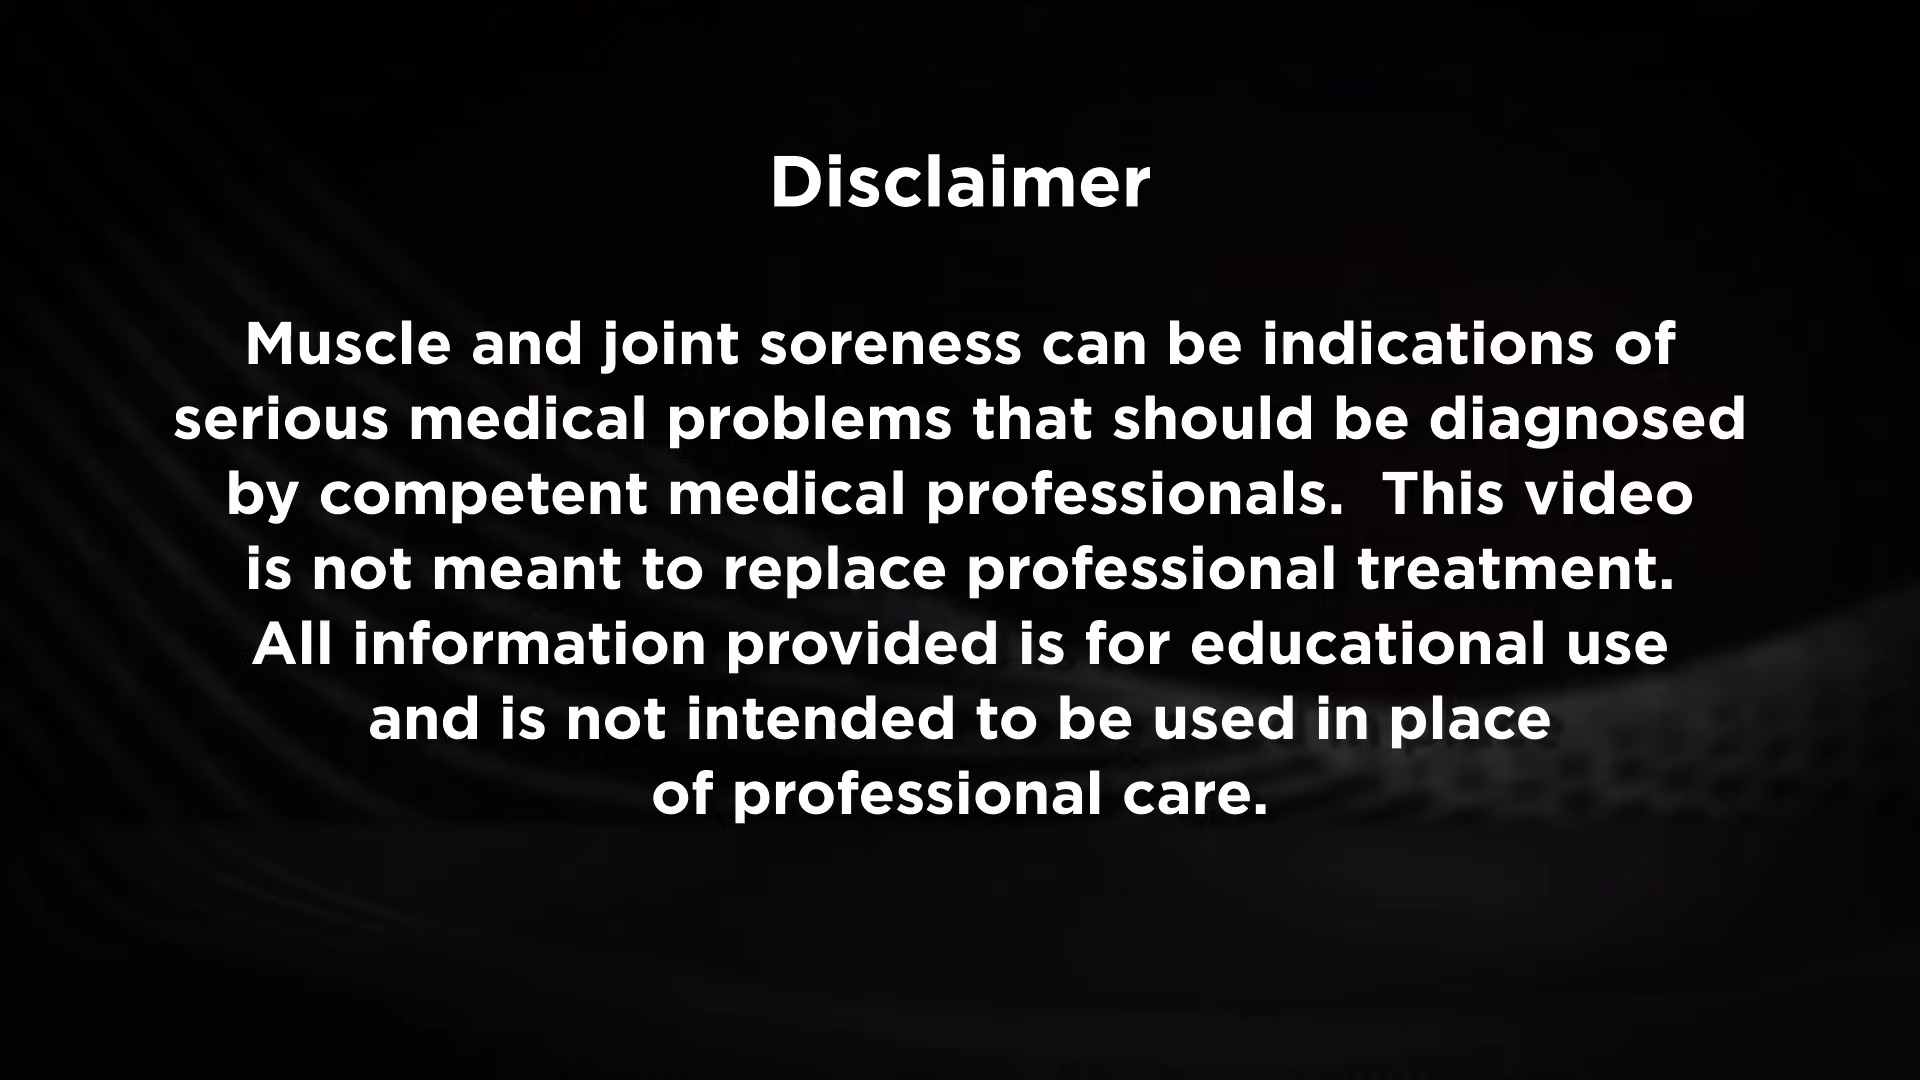 Disclaimer
Muscle and joint soreness can be indications of
serious medical problems that should be diagnosed
by competent medical professionals.  This video
is not meant to replace professional treatment.
All information provided is for educational use
and is not intended to be used in place
of professional care.